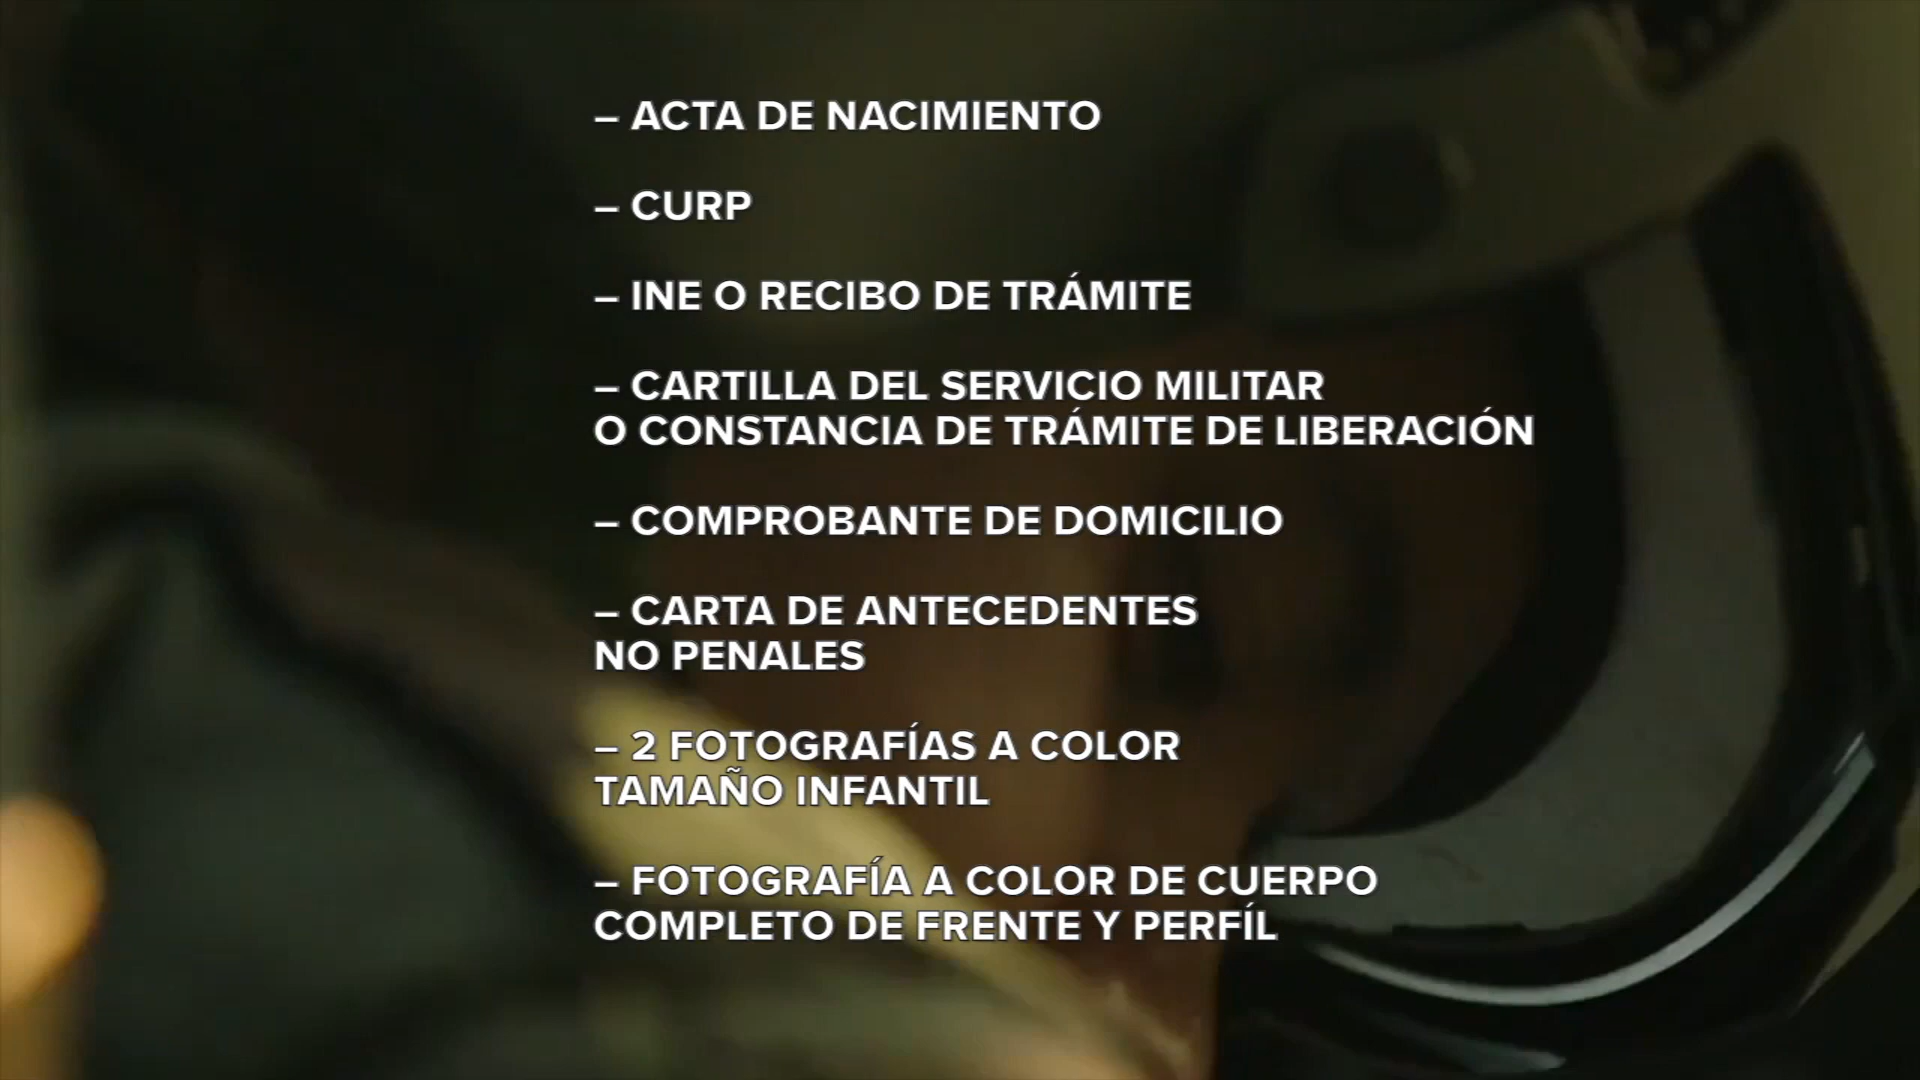 – ACTA DE NACIMIENTO
– CURP
– INE O RECIBO DE TRÁMITE
– CARTILLA DEL SERVICIO MILITAR
O CONSTANCIA DE TRÁMITE DE LIBERACIÓN
– COMPROBANTE DE DOMICILIO
– CARTA DE ANTECEDENTES
NO PENALES
– 2 FOTOGRAFÍAS A COLOR
TAMAÑO INFANTIL
– FOTOGRAFÍA A COLOR DE CUERPO
COMPLETO DE FRENTE Y PERFÍL